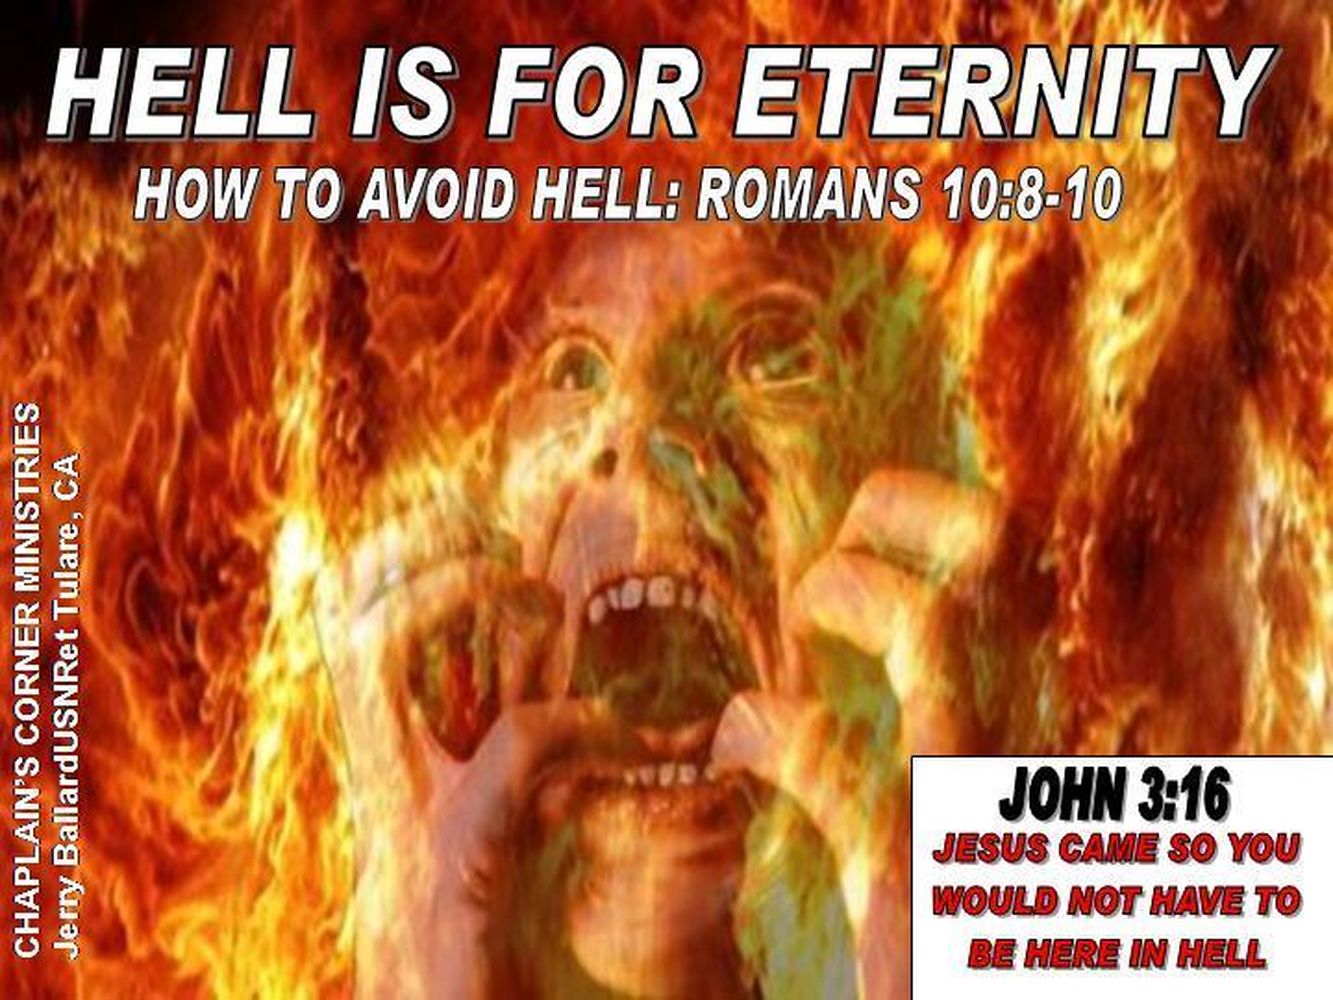 HELL IS FOR ETERNITY
HOW TO AVOID HELL: ROMANS 10:8-10
CHAPLAIN'S CORNER MINISTRIES
Jerry BallardUSNRet Tulare, CA
JOHN 3:16
JESUS CAME SO YOU
WOULD NOT HAVE TO
BE HERE IN HELL